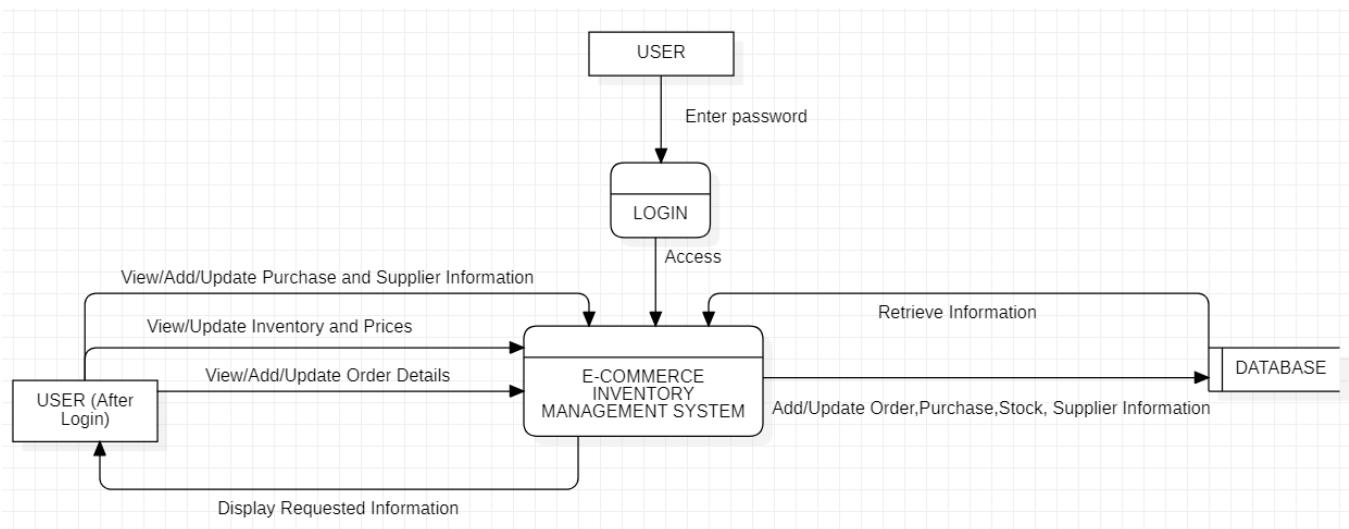 USER
Enter password
LOGIN
Access
View/Add/Update Purchase and Supplier Information
Retrieve Information
View/Update Inventory and Prices
View/Add/Update Order Details
DATABASE
E-COMMERCE
INVENTORY
MANAGEMENT SYSTEM
USER (After
Login)
Add/Update Order,Purchase,Stock, Supplier Information
Display Requested Information